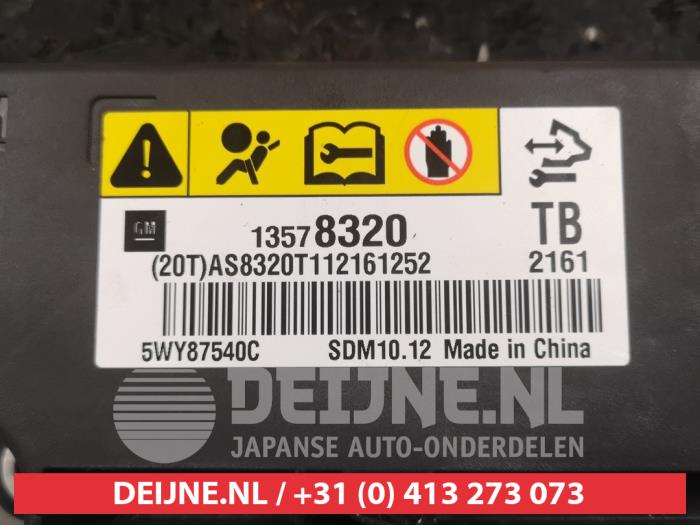 GM
13578320
TB
(20T)AS8320T112161252
2161
5WY87540C SDM10.12 Made in China
DEIJNE.NL
JAPANSE AUTO-ONDERDELEN
DEIJNE.NL / +31 (0) 413 273 073